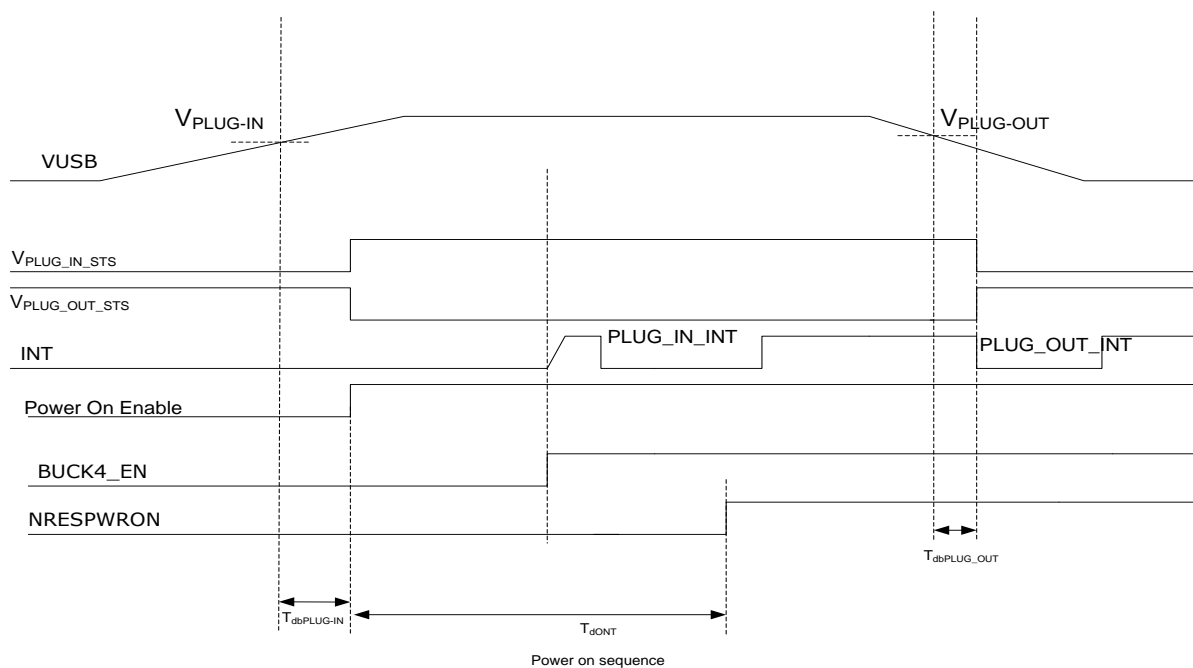 VPLUG-IN
VPLUG-OUT
VUSB
VPLUG_IN_STS
VPLUG_OUT_STS
PLUG_IN_INT
PLUG_OUT_INT
INT
Power On Enable
BUCK4_EN
NRESPWRON
TdbPLUG_OUT
TdbPLUG-IN
TdONT
Power on sequence